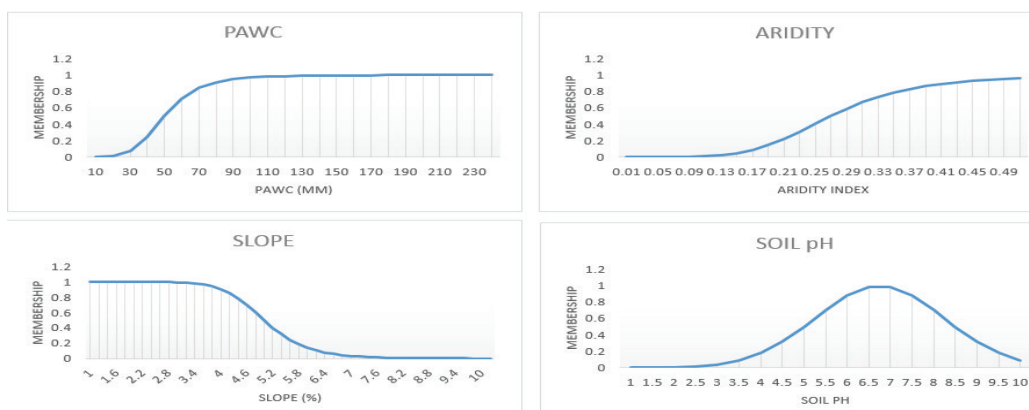 PAWC
1.2
1
0.8
0.6
0.4
0.2
0
MEMBERSHIP
10 30 50 70 90 110 130 150 170 190 210 230
PAWC (MM)
ARIDITY
1.2
1
0.8
0.6
0.4
0.2
0
MEMBERSHIP
0.01 0.05 0.09 0.13 0.17 0.21 0.25 0.29 0.33 0.37 0.41 0.45 0.49
ARIDITY INDEX
SLOPE
1.2
1
0.8
0.6
0.4
0.2
0
MEMBERSHIP
1 1.6 2.2 2.8 3.4 4 4.6 5.2 5.8 6.4 7 7.6 8.2 8.8 9.4 10
SLOPE (%)
SOIL pH
1.2
1
0.8
0.6
0.4
0.2
0
MEMBERSHIP
1 1.5 2 2.5 3 3.5 4 4.5 5 5.5 6 6.5 7 7.5 8 8.5 9 9.5 10
SOIL PH